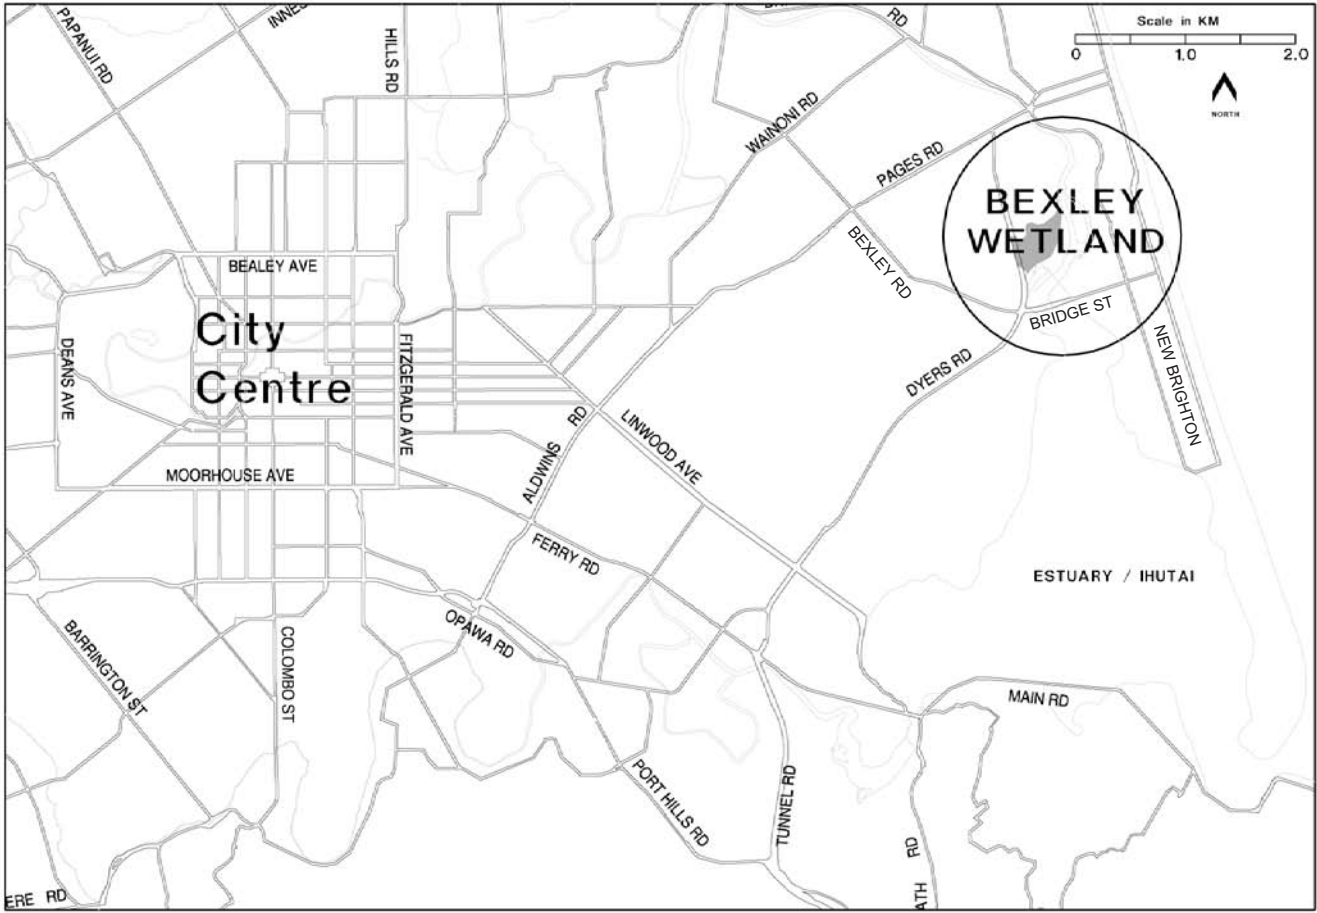 PAPANUI RD
INNES
HILLS RD
RD
Scale in KM
0 1.0 2.0
NORTH
WAINONI RD
PAGES RD
BEXLEY
WETLAND
BEXLEY RD
BRIDGE ST
NEW BRIGHTON
DYERS RD
BEALEY AVE
City
Centre
DEANS AVE
FITZGERALD AVE
MOORHOUSE AVE
ALDWINS RD
LINWOOD AVE
FERRY RD
ESTUARY / IHUTAI
OPAWA RD
BARRINGTON ST
COLOMBO ST
MAIN RD
PORT HILLS RD
TUNNEL RD
ATH RD
ERE RD